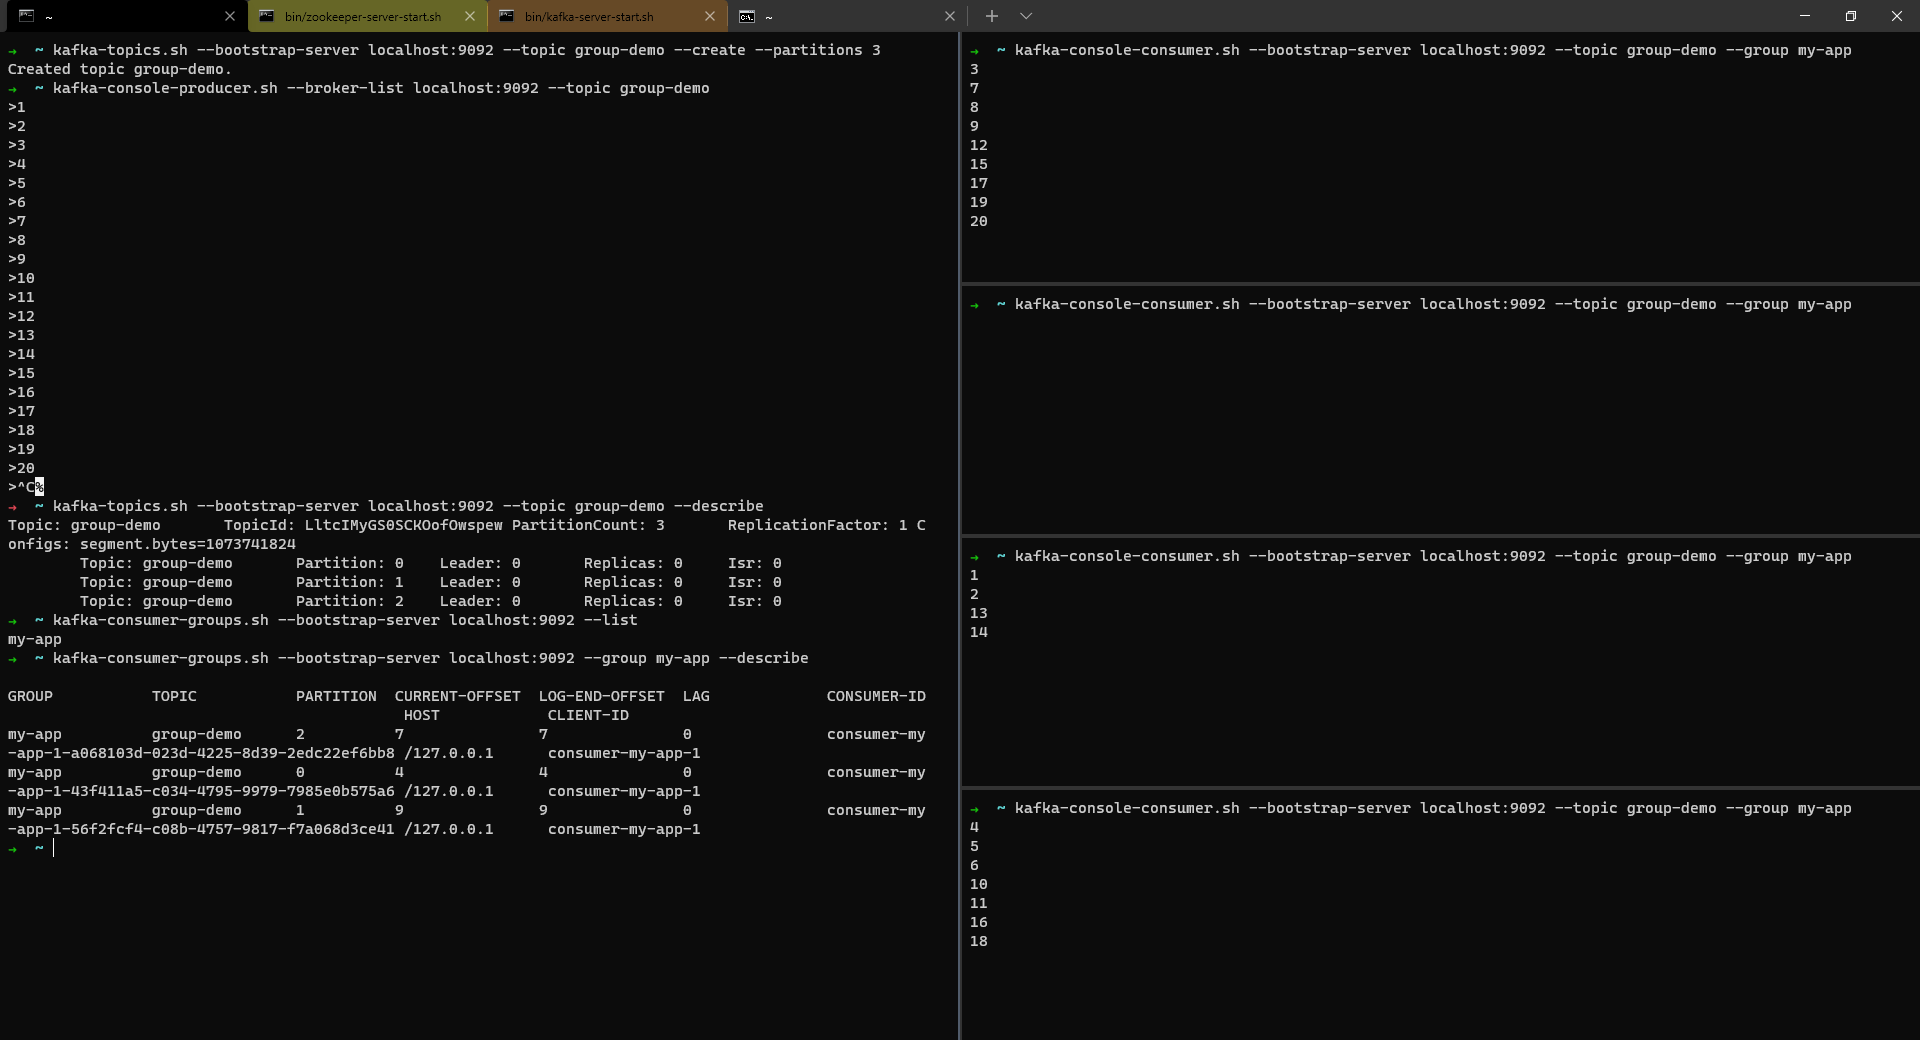 ~
bin/zookeeper-server-start.sh
bin/kafka-server-start.sh
~
→ ~ kafka-topics.sh --bootstrap-server localhost:9092 --topic group-demo --create --partitions 3
Created topic group-demo.
→ ~ kafka-console-producer.sh --broker-list localhost:9092 --topic group-demo
>1
>2
>3
>4
>5
>6
>7
>8
>9
>10
>11
>12
>13
>14
>15
>16
>17
>18
>19
>20
>^C%
→ ~ kafka-topics.sh --bootstrap-server localhost:9092 --topic group-demo --describe
Topic: group-demo TopicId: LltcIMyGS0SCKOofOwspew PartitionCount: 3 ReplicationFactor: 1 C
onfigs: segment.bytes=1073741824
Topic: group-demo Partition: 0 Leader: 0 Replicas: 0 Isr: 0
Topic: group-demo Partition: 1 Leader: 0 Replicas: 0 Isr: 0
Topic: group-demo Partition: 2 Leader: 0 Replicas: 0 Isr: 0
→ ~ kafka-consumer-groups.sh --bootstrap-server localhost:9092 --list
my-app
→ ~ kafka-consumer-groups.sh --bootstrap-server localhost:9092 --group my-app --describe
GROUP TOPIC PARTITION CURRENT-OFFSET LOG-END-OFFSET LAG CONSUMER-ID
HOST CLIENT-ID
my-app group-demo 2 7 7 0 consumer-my
-app-1-a068103d-023d-4225-8d39-2edc22ef6bb8 /127.0.0.1 consumer-my-app-1
my-app group-demo 0 4 4 0 consumer-my
-app-1-43f411a5-c034-4795-9979-7985e0b575a6 /127.0.0.1 consumer-my-app-1
my-app group-demo 1 9 9 0 consumer-my
-app-1-56f2fcf4-c08b-4757-9817-f7a068d3ce41 /127.0.0.1 consumer-my-app-1
→ ~
→ ~ kafka-console-consumer.sh --bootstrap-server localhost:9092 --topic group-demo --group my-app
3
7
8
9
12
15
17
19
20
→ ~ kafka-console-consumer.sh --bootstrap-server localhost:9092 --topic group-demo --group my-app
→ ~ kafka-console-consumer.sh --bootstrap-server localhost:9092 --topic group-demo --group my-app
1
2
13
14
→ ~ kafka-console-consumer.sh --bootstrap-server localhost:9092 --topic group-demo --group my-app
4
5
6
10
11
16
18